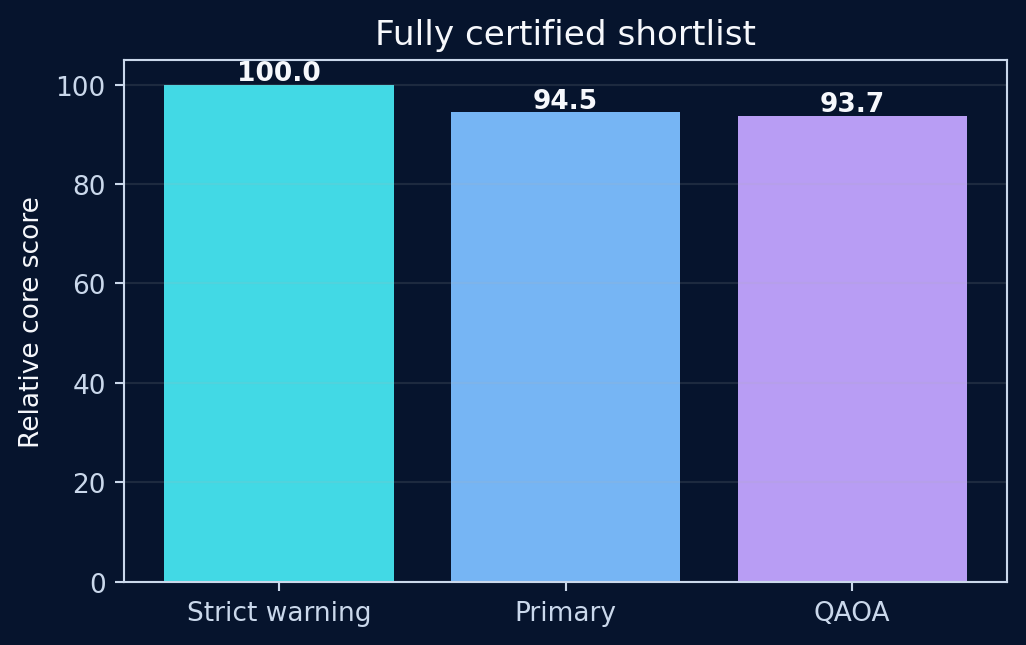 Fully certified shortlist
Relative core score
100
80
60
40
20
0
100.0
94.5
93.7
Strict warning
Primary
QAOA